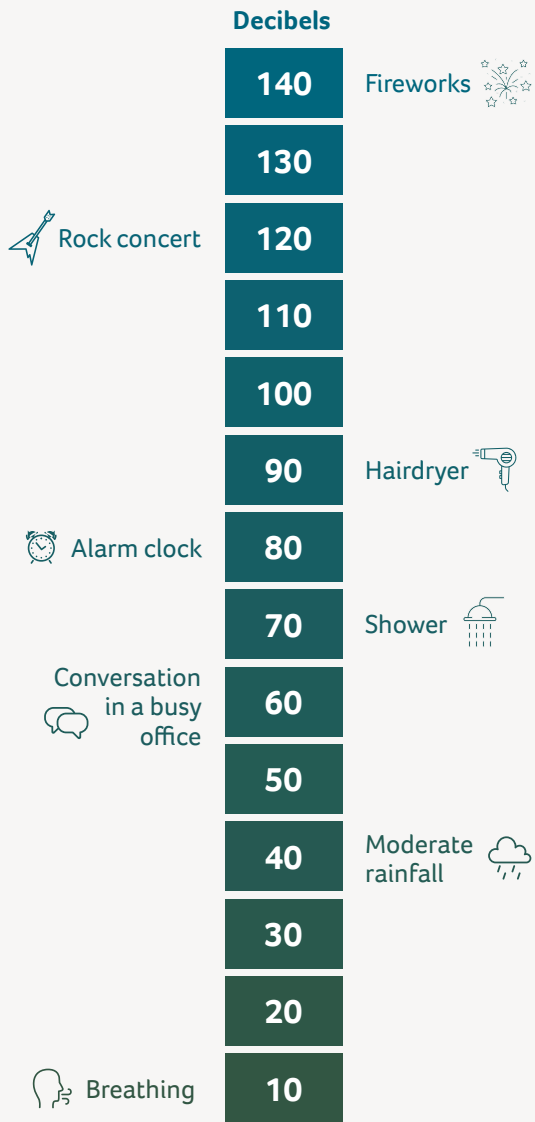 Decibels
140 Fireworks
130
Rock concert 120
110
100
90 Hairdryer
Alarm clock 80
70 Shower
Conversation
in a busy
office
60
50
40
Moderate
rainfall
30
20
Breathing 10